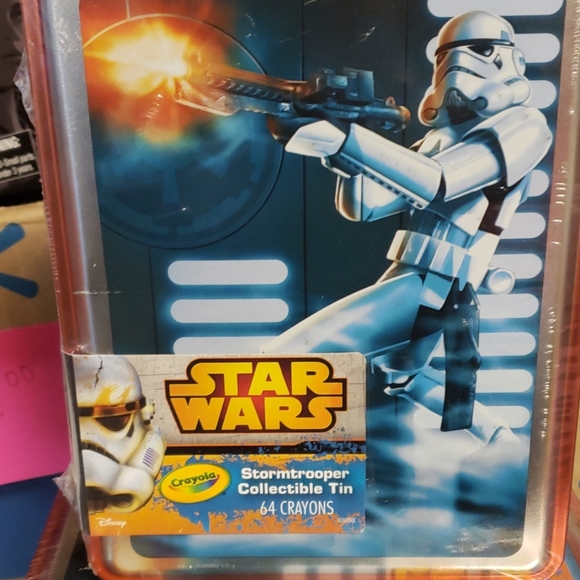 STAR
WARS
Crayola
Stormtrooper
Collectible Tin
64 CRAYONS
Disney